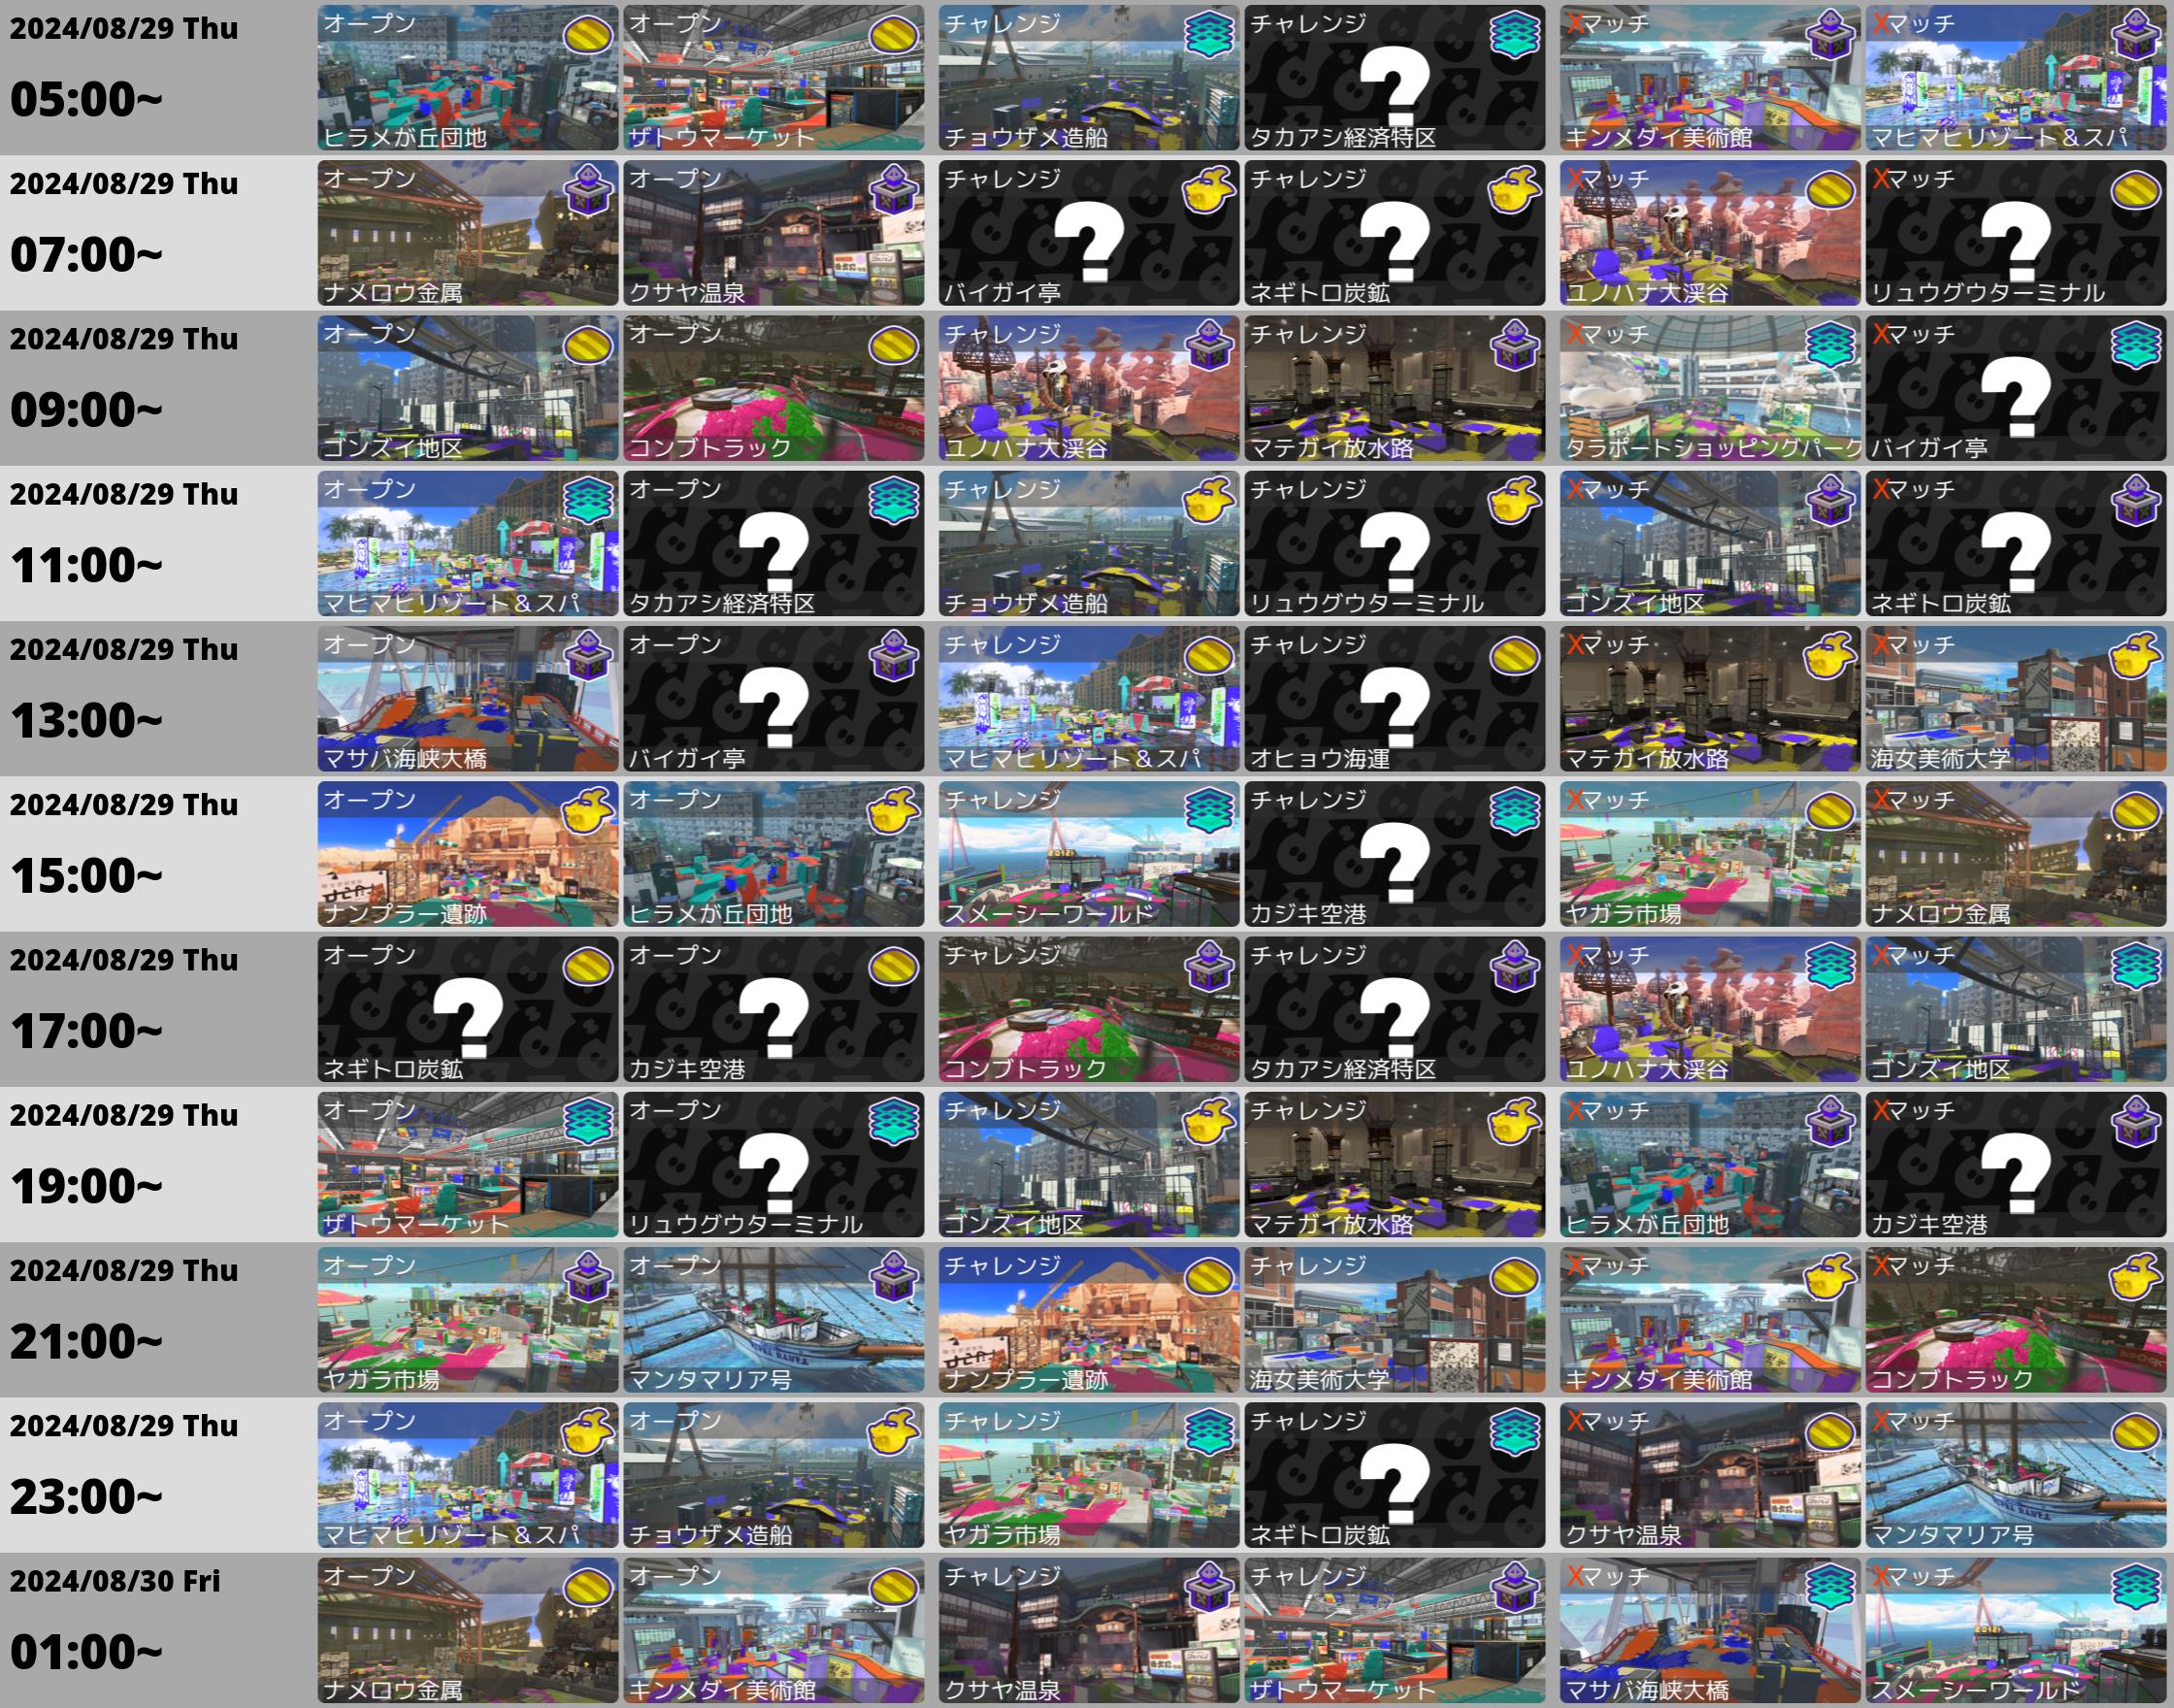 2024/08/29 Thu
05:00~
オープン
ヒラメが丘団地
オープン
ザトウマーケット
チャレンジ
チョウザメ造船
チャレンジ
タカアシ経済特区
Xマッチ
キンメダイ美術館
Xマッチ
マヒマヒリゾート&スパ
2024/08/29 Thu
07:00~
オープン
ナメロウ金属
オープン
クサヤ温泉
チャレンジ
バイガイ亭
チャレンジ
ネギトロ炭鉱
Xマッチ
ユノハナ大渓谷
Xマッチ
リュウグウターミナル
2024/08/29 Thu
09:00~
オープン
ゴンズイ地区
オープン
コンブトラック
チャレンジ
ユノハナ大渓谷
チャレンジ
マテガイ放水路
Xマッチ
タラポートショッピングパーク
Xマッチ
バイガイ亭
2024/08/29 Thu
11:00~
オープン
マヒマヒリゾート&スパ
オープン
タカアシ経済特区
チャレンジ
チョウザメ造船
チャレンジ
リュウグウターミナル
Xマッチ
ゴンズイ地区
Xマッチ
ネギトロ炭鉱
2024/08/29 Thu
13:00~
オープン
マサバ海峡大橋
オープン
バイガイ亭
チャレンジ
マヒマヒリゾート&スパ
チャレンジ
オヒョウ海運
Xマッチ
マテガイ放水路
Xマッチ
海女美術大学
2024/08/29 Thu
15:00~
オープン
ナンプラー遺跡
オープン
ヒラメが丘団地
チャレンジ
スメーシーワールド
チャレンジ
カジキ空港
Xマッチ
ヤガラ市場
Xマッチ
ナメロウ金属
2024/08/29 Thu
17:00~
オープン
ネギトロ炭鉱
オープン
カジキ空港
チャレンジ
コンブトラック
チャレンジ
タカアシ経済特区
Xマッチ
ユノハナ大渓谷
Xマッチ
ゴンズイ地区
2024/08/29 Thu
19:00~
オープン
ザトウマーケット
オープン
リュウグウターミナル
チャレンジ
ゴンズイ地区
チャレンジ
マテガイ放水路
Xマッチ
ヒラメが丘団地
Xマッチ
カジキ空港
2024/08/29 Thu
21:00~
オープン
ヤガラ市場
オープン
マンタマリア号
チャレンジ
ナンプラー遺跡
チャレンジ
海女美術大学
Xマッチ
キンメダイ美術館
Xマッチ
コンブトラック
2024/08/29 Thu
23:00~
オープン
マヒマヒリゾート&スパ
オープン
チョウザメ造船
チャレンジ
ヤガラ市場
チャレンジ
ネギトロ炭鉱
Xマッチ
クサヤ温泉
Xマッチ
マンタマリア号
2024/08/30 Fri
01:00~
オープン
ナメロウ金属
オープン
キンメダイ美術館
チャレンジ
クサヤ温泉
チャレンジ
ザトウマーケット
Xマッチ
マサバ海峡大橋
Xマッチ
スメーシーワールド